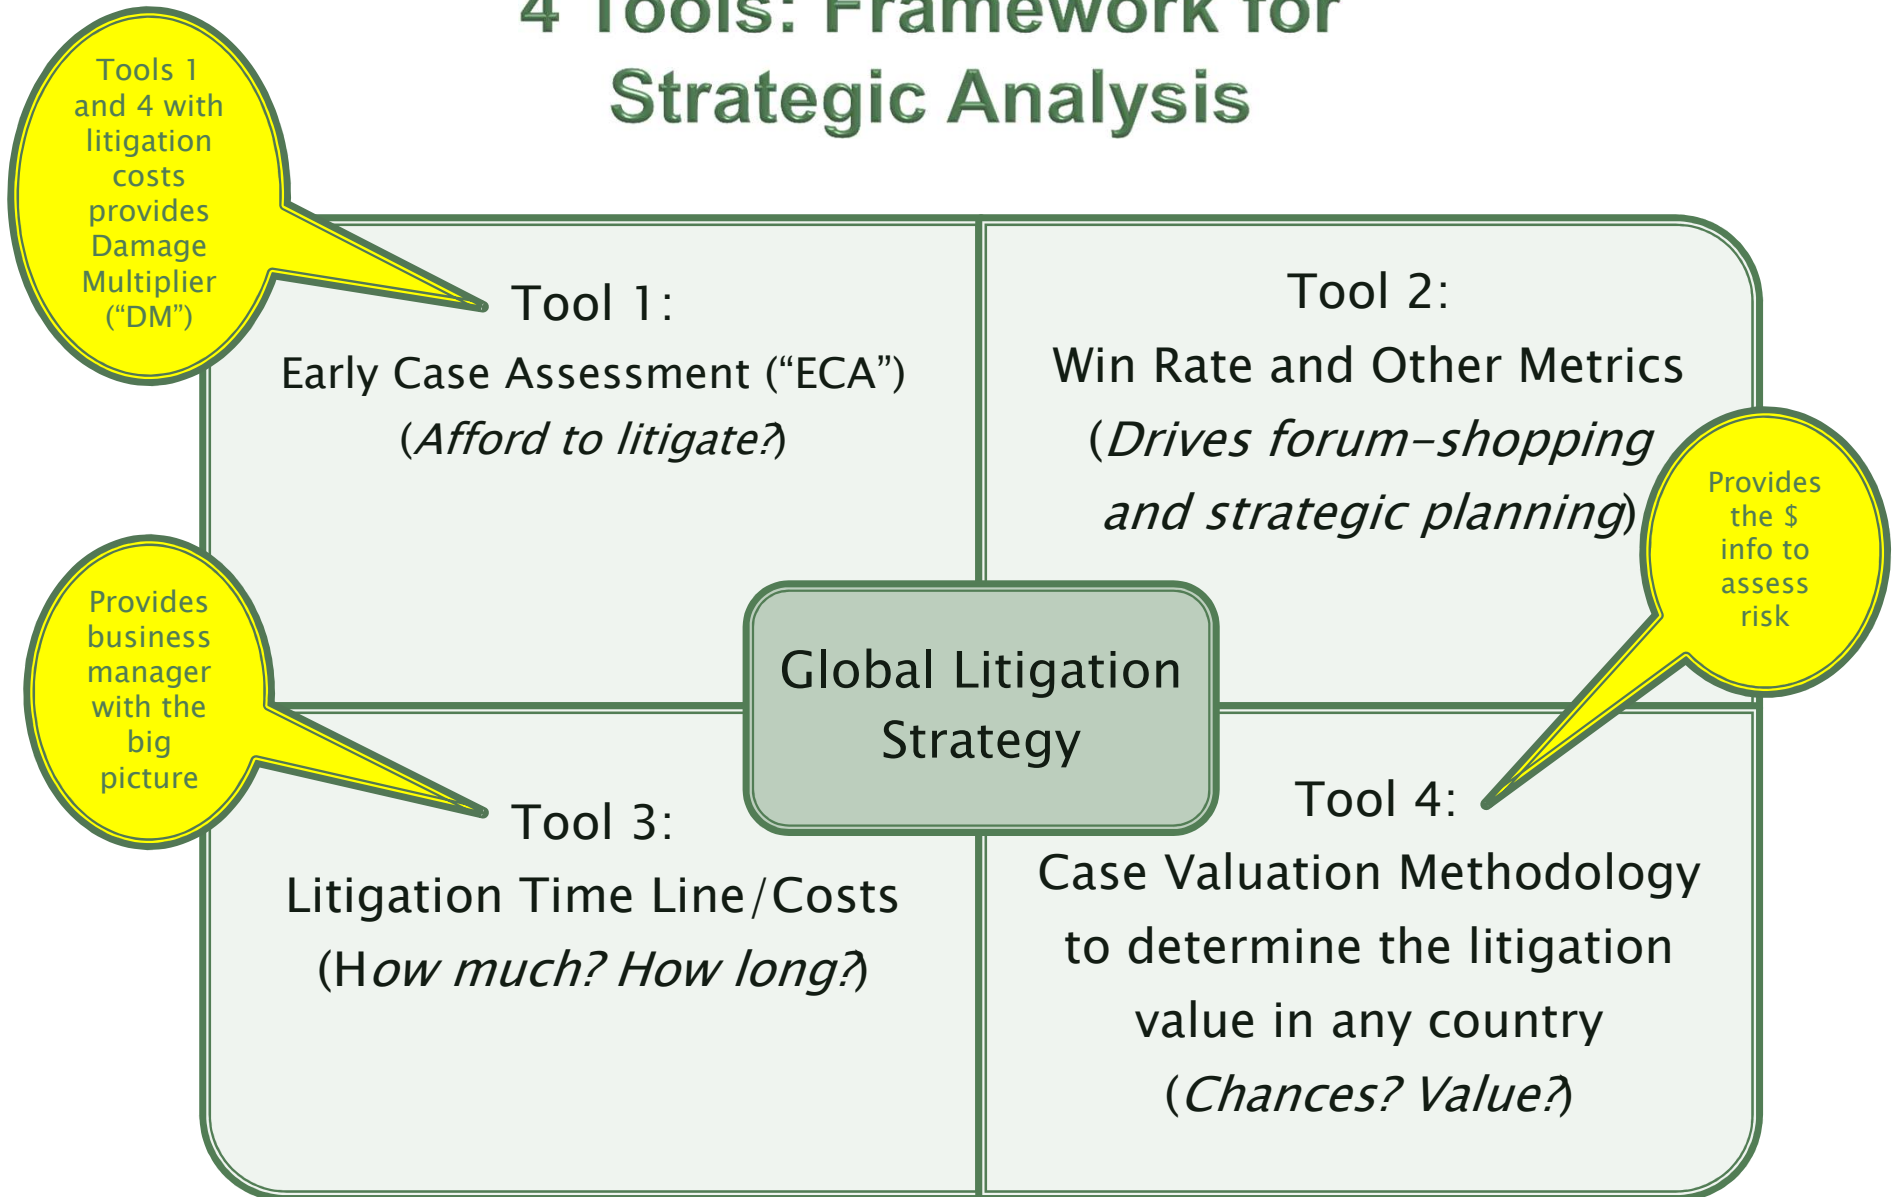 4 Tools: Framework for
Strategic Analysis
Tools 1
and 4 with
litigation
costs
provides
Damage
Multiplier
(“DM”)
Tool 1:
Early Case Assessment (“ECA”)
(Afford to litigate?)
Tool 2:
Win Rate and Other Metrics
(Drives forum-shopping
and strategic planning)
Provides
the $
info to
assess
risk
Global Litigation
Strategy
Provides
business
manager
with the
big
picture
Tool 3:
Litigation Time Line/Costs
(How much? How long?)
Tool 4:
Case Valuation Methodology
to determine the litigation
value in any country
(Chances? Value?)